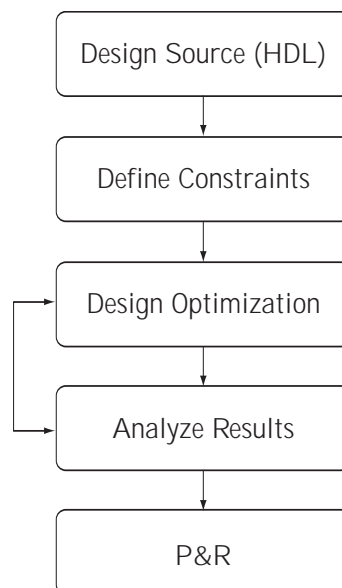 Design Source (HDL)
Define Constraints
Design Optimization
Analyze Results
P&R